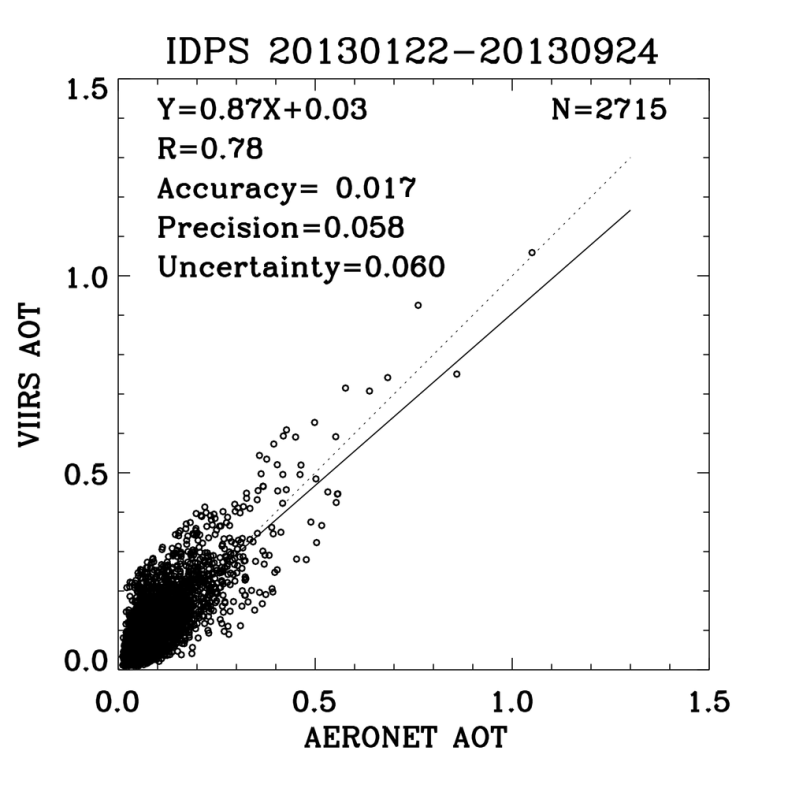 IDPS 20130122-20130924
1.5
Y=0.87X+0.03
N=2715
R=0.78
Accuracy= 0.017
Precision=0.058
Uncertainty=0.060
1.0
VIIRS AOT
0.5
0.0
0.0 0.5 1.0 1.5
AERONET AOT